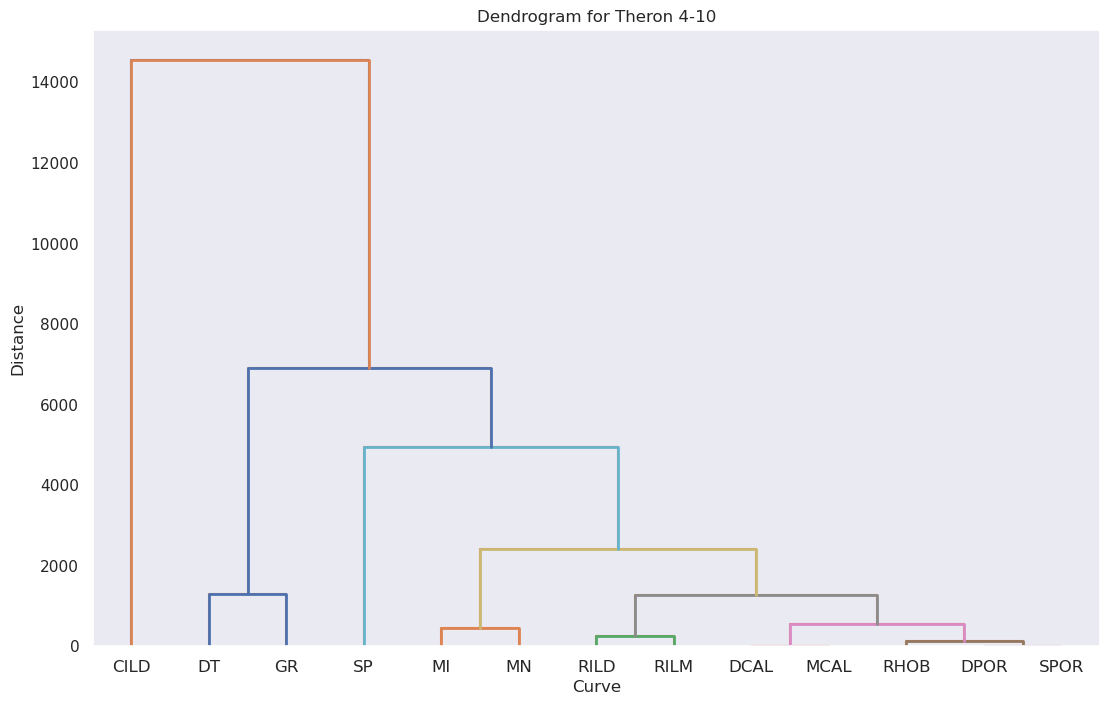 Dendrogram for Theron 4-10
14000
12000
10000
8000
6000
4000
2000
0
Distance
CILD DT GR SP MI MN RILD RILM DCAL MCAL RHOB DPOR SPOR
Curve